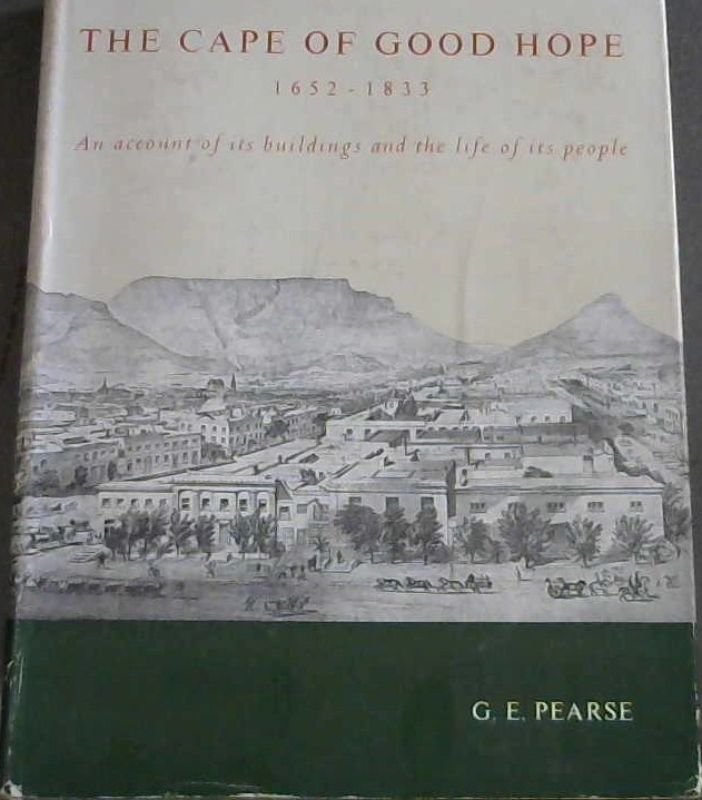 THE CAPE OF GOOD HOPE
1652-1833
An account of its buildings and the life of its people
G. E. PEARSE